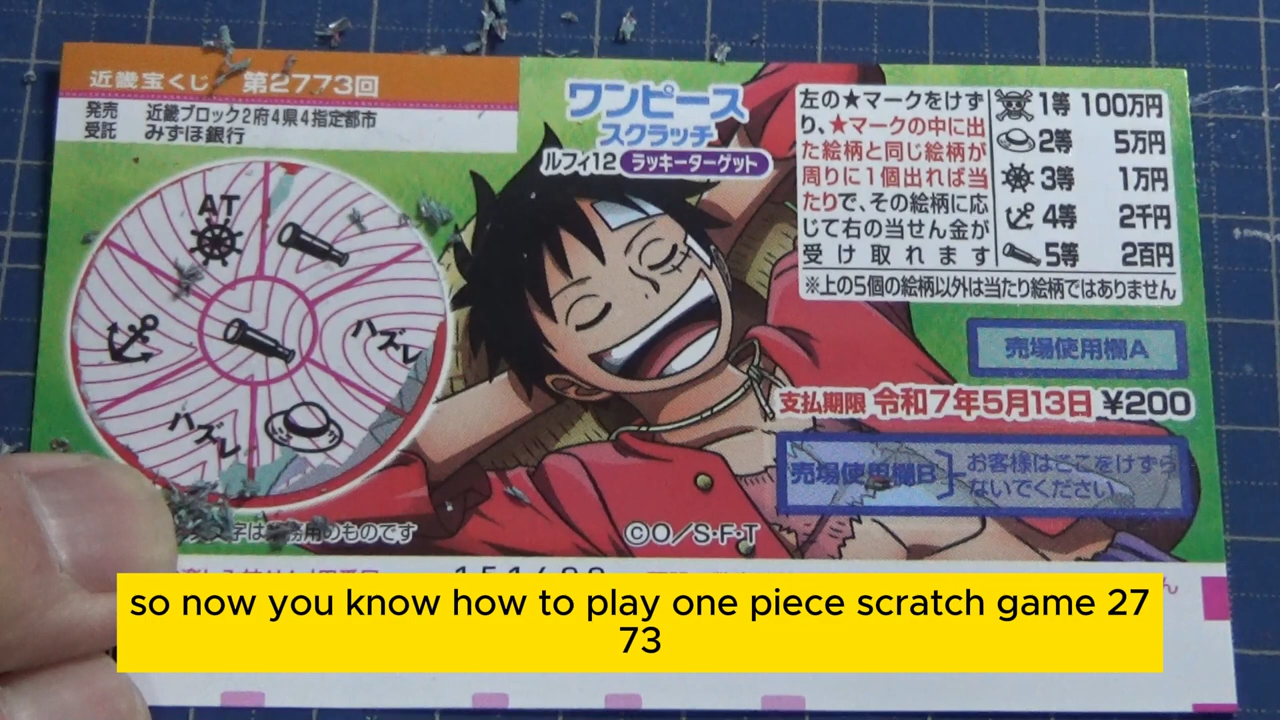 近畿宝くじ 第2773回
発売 近畿ブロック2府4県4指定都市
受託 みずほ銀行
ワンピース
スクラッチ
ルフィ12 ラッキーターゲット
左の★マークをけず
り、★マークの中に出
た絵柄と同じ絵柄が
周りに1個出れば当
たりで、その絵柄に応
じて右の当せん金が
受け取れます
1等 100万円
2等 5万円
3等 1万円
4等 2千円
5等 2百円
※上の5個の絵柄以外は当たり絵柄ではありません
AT
ハズレ
ハズレ
売場使用欄A
支払期限 令和7年5月13日 ¥200
売場使用欄B
お客様はここをけずら
ないでください
のものです
©O/S・F・T
so now you know how to play one piece scratch game 27
73